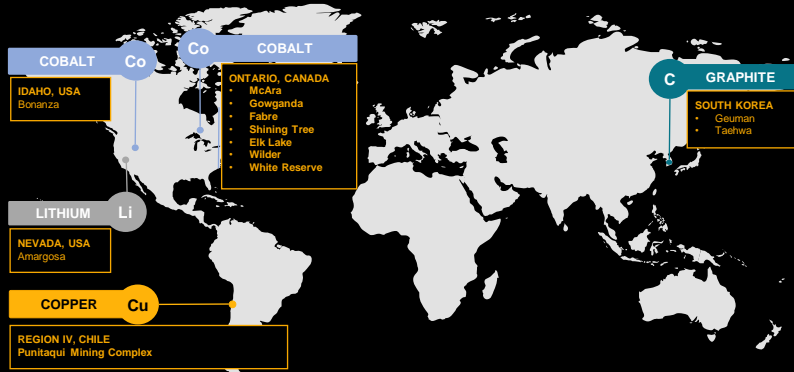 COBALT Co
IDAHO, USA
Bonanza
Co COBALT
ONTARIO, CANADA
• McAra
• Gowganda
• Fabre
• Shining Tree
• Elk Lake
• Wilder
• White Reserve
C GRAPHITE
SOUTH KOREA
• Geuman
• Taehwa
LITHIUM Li
NEVADA, USA
Amargosa
COPPER Cu
REGION IV, CHILE
Punitaqui Mining Complex